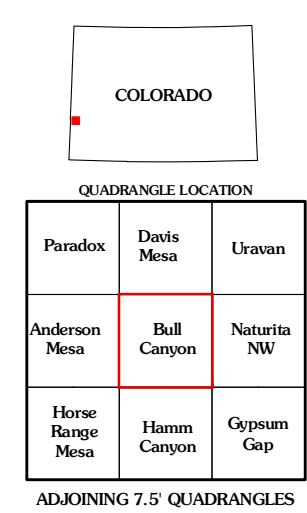 COLORADO
QUADRANGLE LOCATION
Paradox
Davis
Mesa
Uravan
Anderson
Mesa
Bull
Canyon
Naturita
NW
Horse
Range
Mesa
Hamm
Canyon
Gypsum
Gap
ADJOINING 7.5' QUADRANGLES